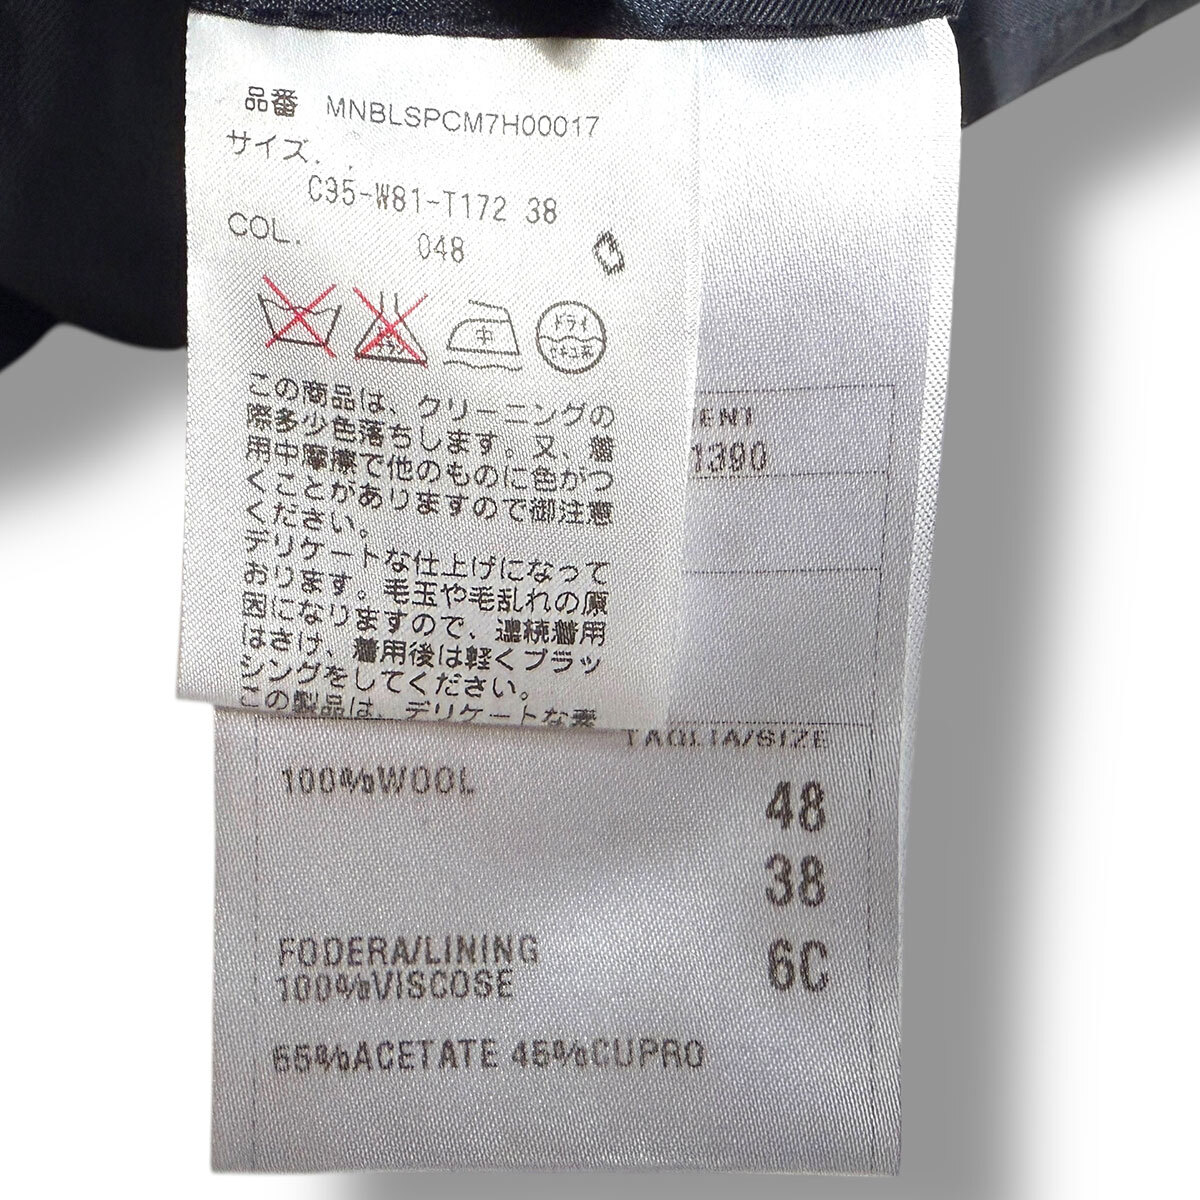 品番 MNBLSPCM7H00017
サイズ.
C95-W81-T172 38
COL. 048
中
ドライ
セキユ系
この商品は、クリーニングの
際多少色落ちします。又、着
用中摩擦で他のものに色がつ
くことがありますので御注意
ください。
デリケートな仕上げになって
おります。毛玉や毛乱れの原
因になりますので、連続着用
はさけ、着用後は軽くブラッ
シングをしてください。
この製品は、デリケートな素
ENT
1390
TAGLIA/SIZE
100%WOOL
48
38
FODERA/LINING
6C
100%VISCOSE
55%ACETATE 45%CUPRO